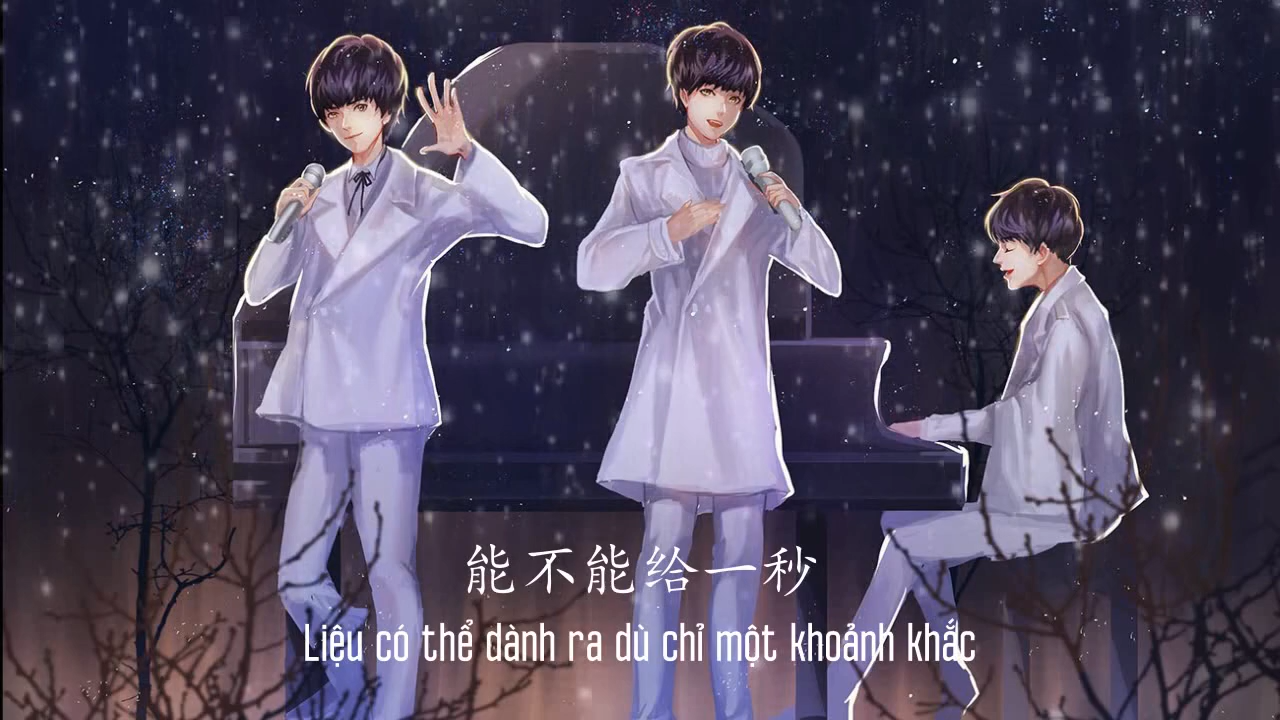 能不能给一秒
Liệu có thể dành ra dù chỉ một khoảnh khắc